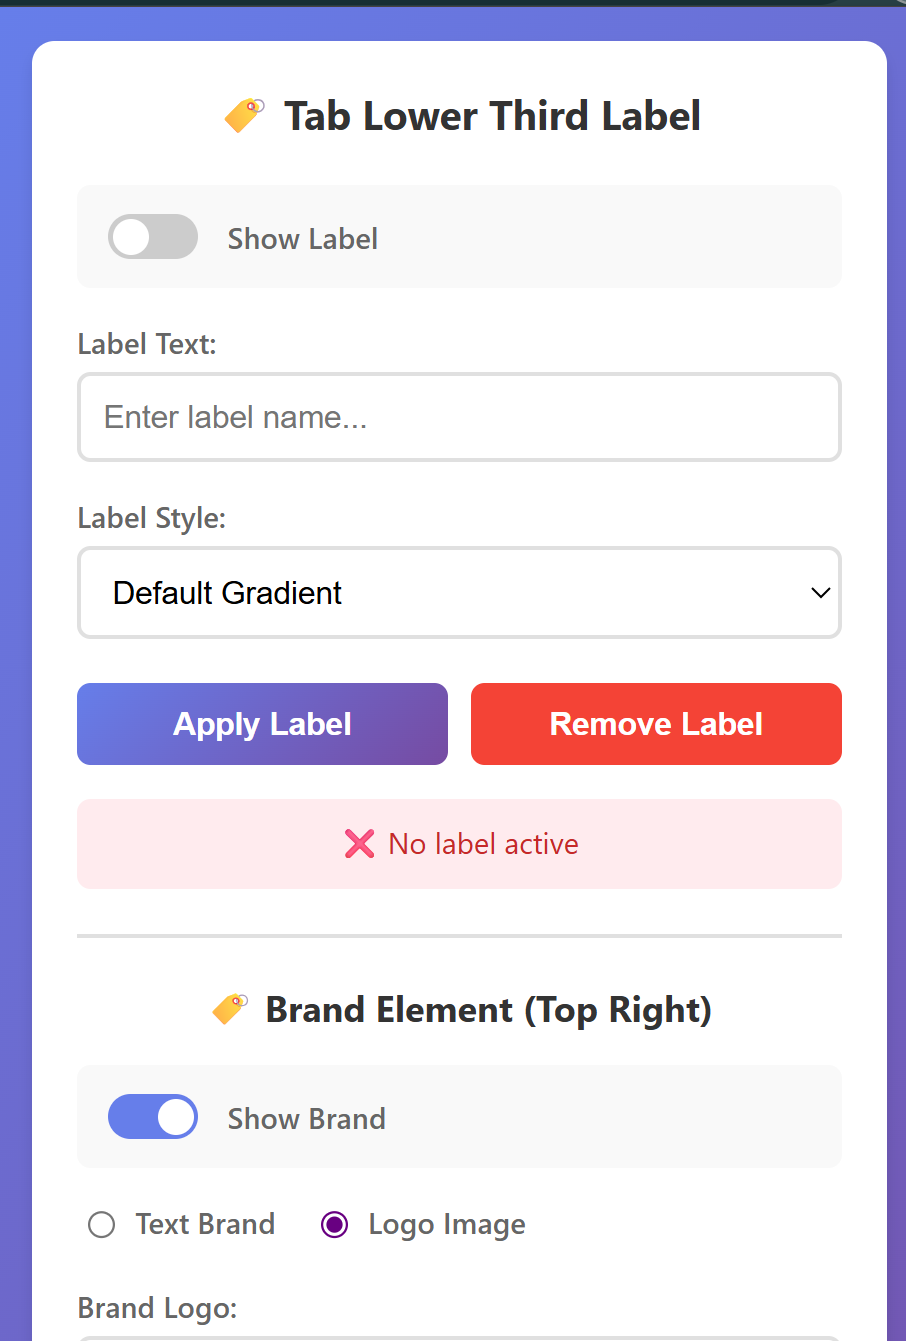 Tab Lower Third Label
Show Label
Label Text:
Enter label name...
Label Style:
Default Gradient
Apply Label
Remove Label
No label active
Brand Element (Top Right)
Show Brand
Text Brand
Logo Image
Brand Logo: